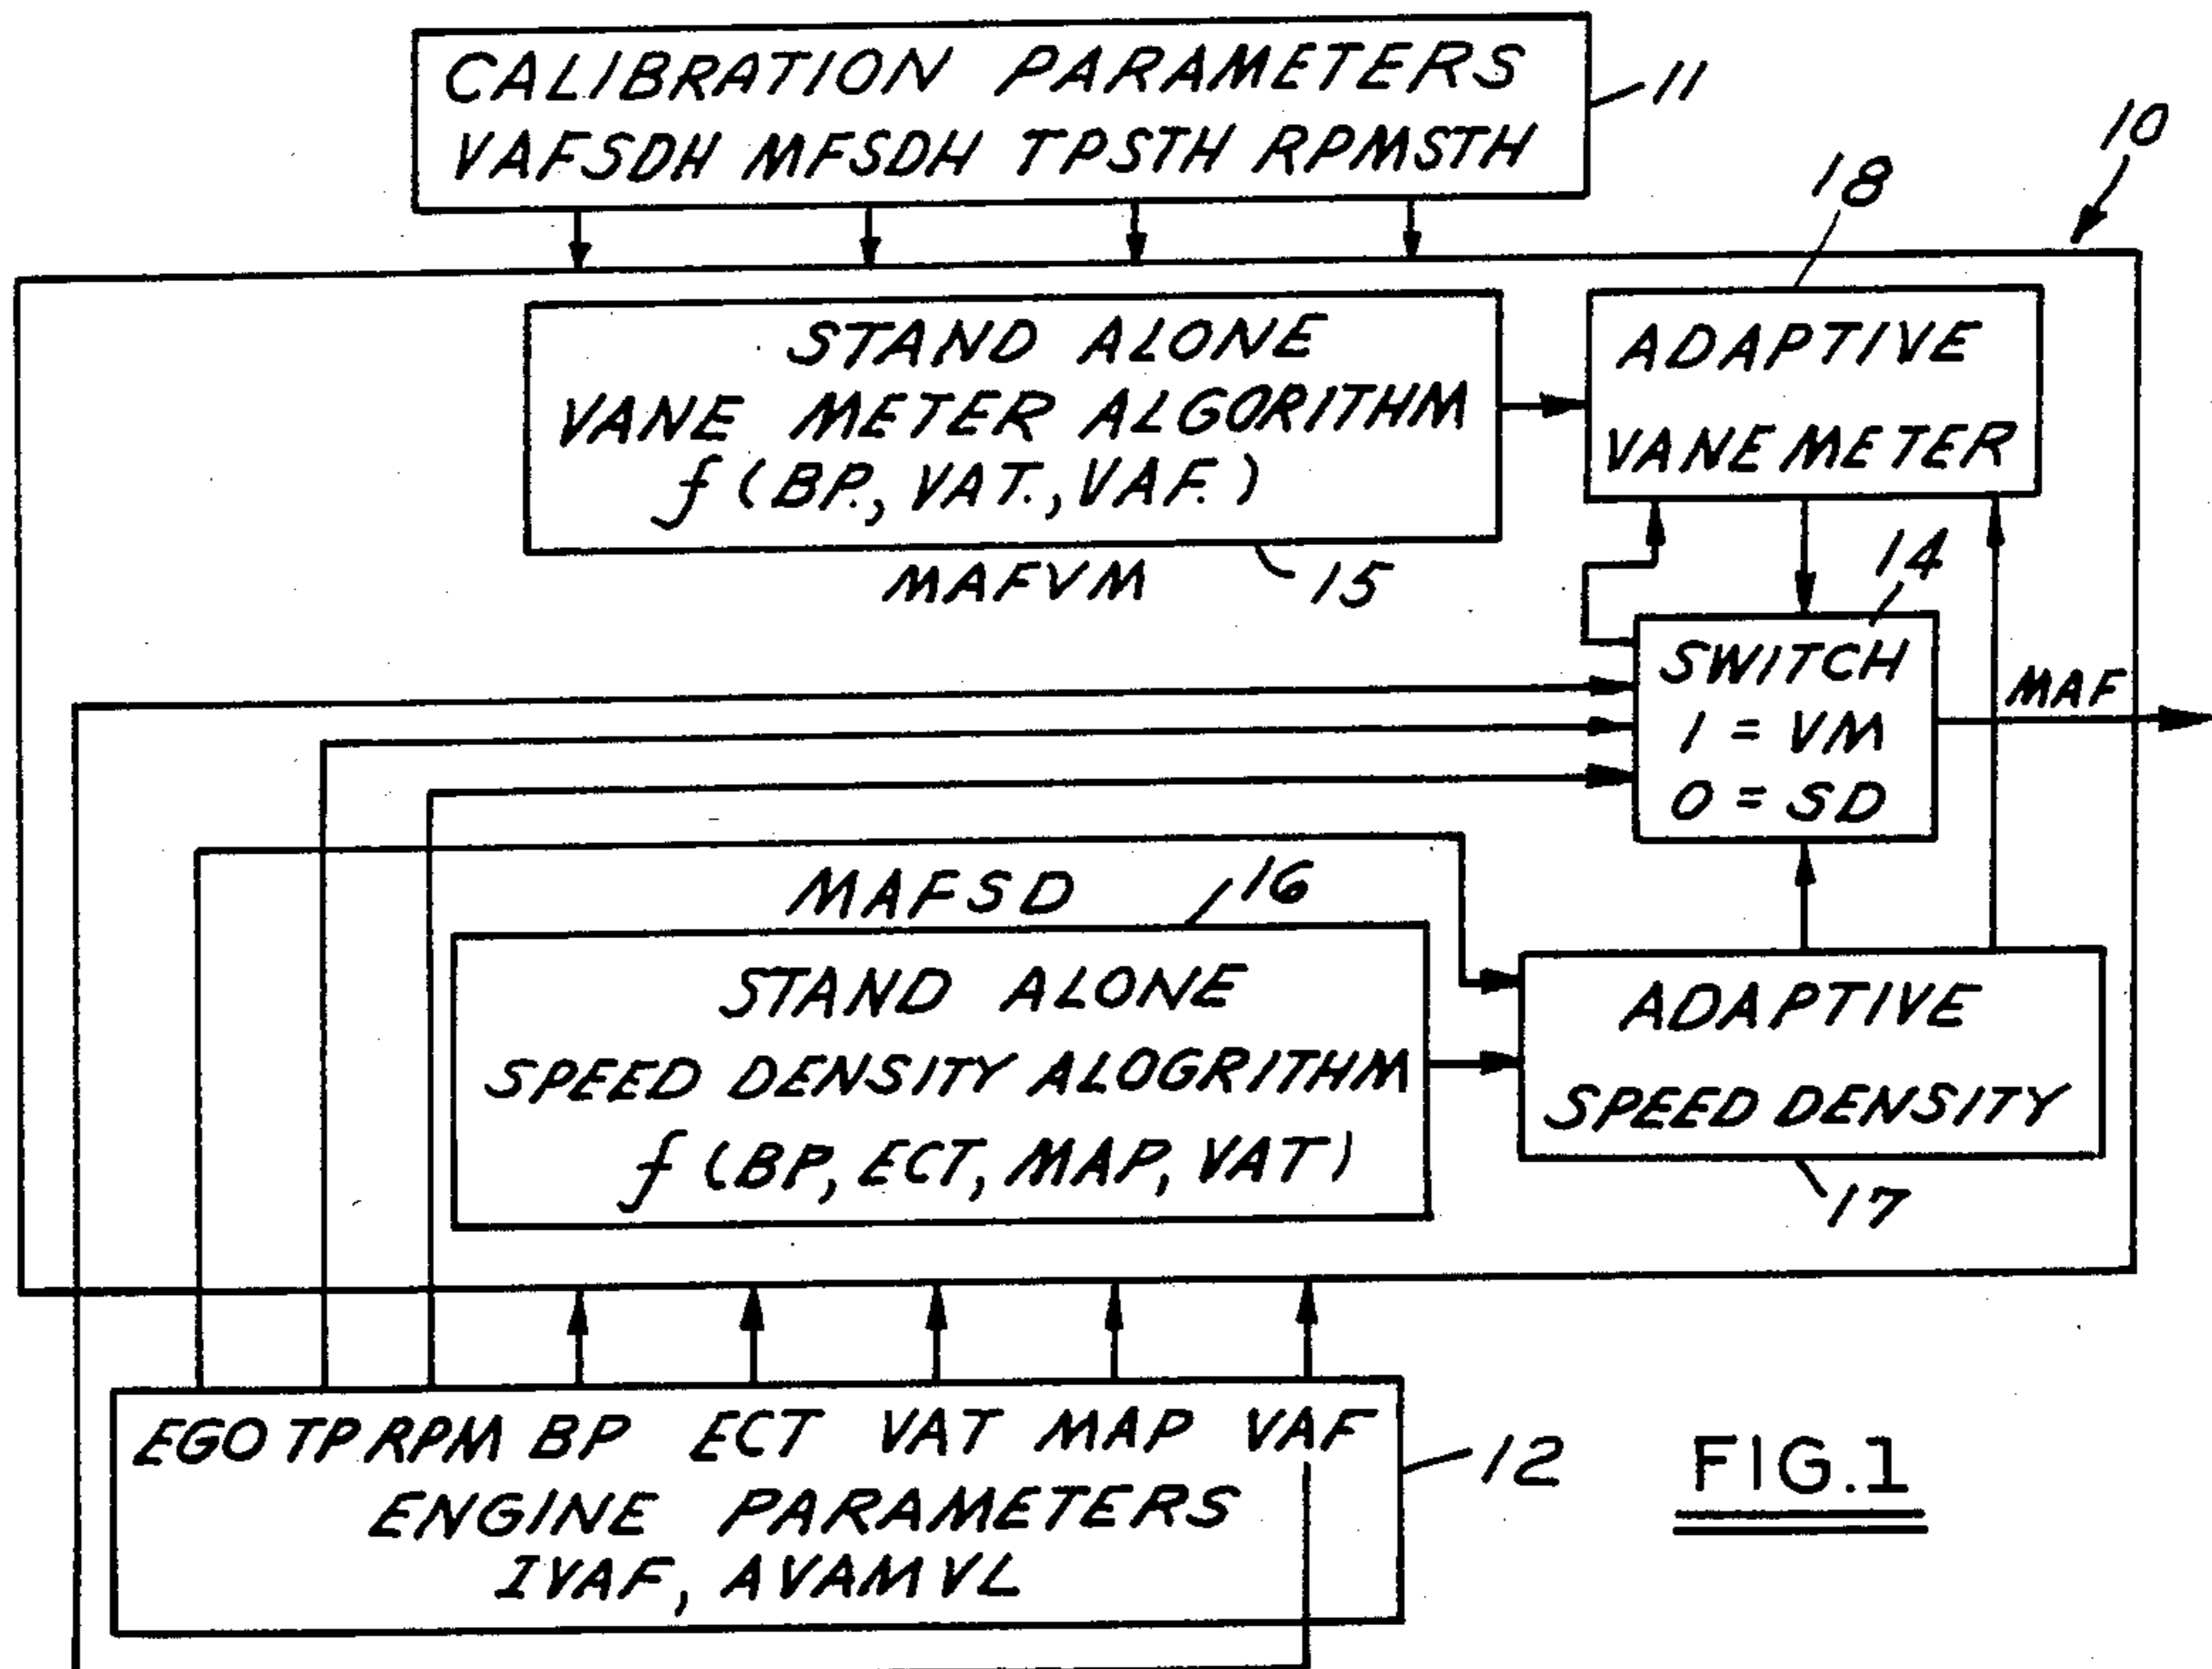 CALIBRATION PARAMETERS
VAFSDH MFSDH TPSTH RPMSTH
11
10
18
STAND ALONE
VANE METER ALGORITHM
f (BP., VAT., VAF.)
ADAPTIVE
VANE METER
MAFVM
15
14
SWITCH
1 = VM
0 = SD
MAF
MAFSD
16
STAND ALONE
SPEED DENSITY ALOGRITHM
f (BP, ECT, MAP, VAT)
ADAPTIVE
SPEED DENSITY
17
EGO TP RPM BP ECT VAT MAP VAF
ENGINE PARAMETERS
IVAF, AVAMVL
12
FIG.1